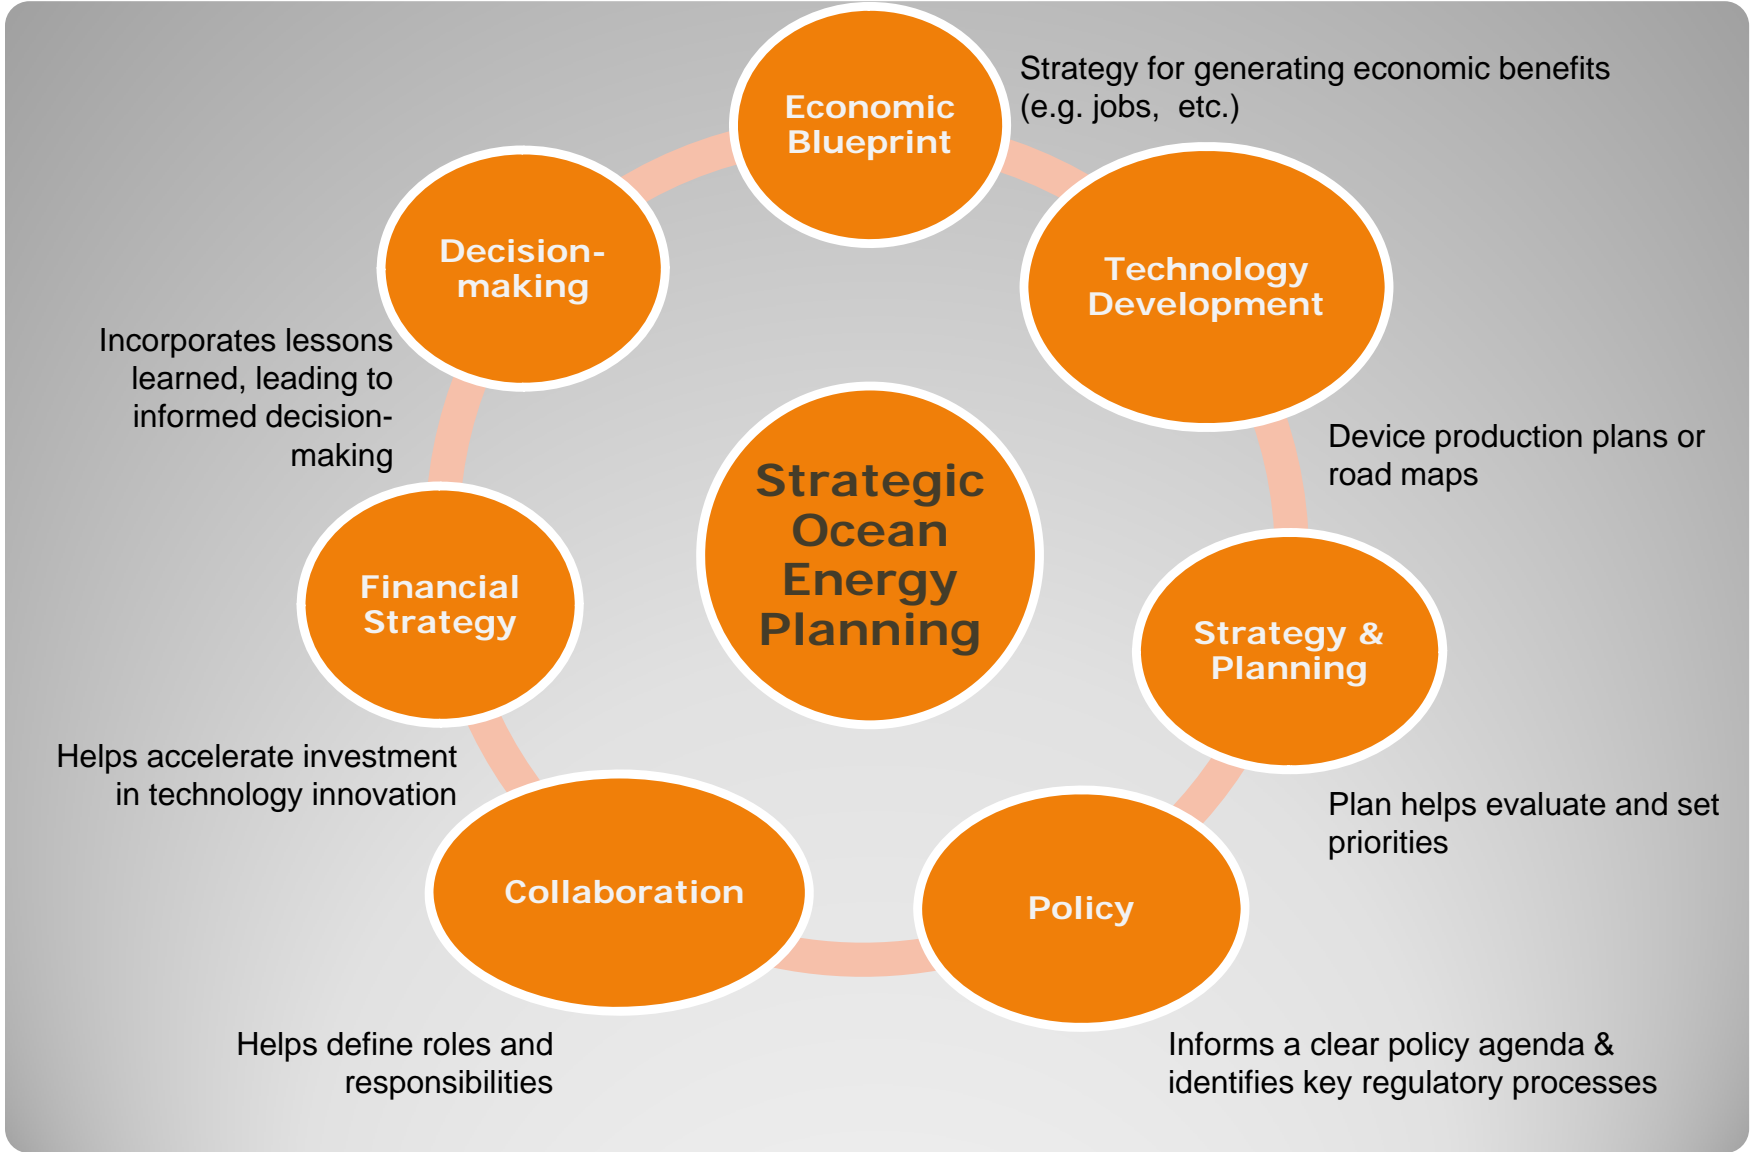 Economic
Blueprint
Strategy for generating economic benefits
(e.g. jobs, etc.)
Technology
Development
Device production plans or
road maps
Strategy &
Planning
Plan helps evaluate and set
priorities
Policy
Informs a clear policy agenda &
identifies key regulatory processes
Collaboration
Helps define roles and
responsibilities
Financial
Strategy
Helps accelerate investment
in technology innovation
Decision-
making
Incorporates lessons
learned, leading to
informed decision-
making
Strategic
Ocean
Energy
Planning